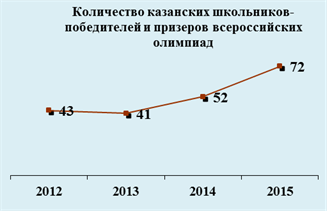 Количество казанских школьников-
победителей и призеров всероссийских
олимпиад
72
52
43
41
2012 2013 2014 2015